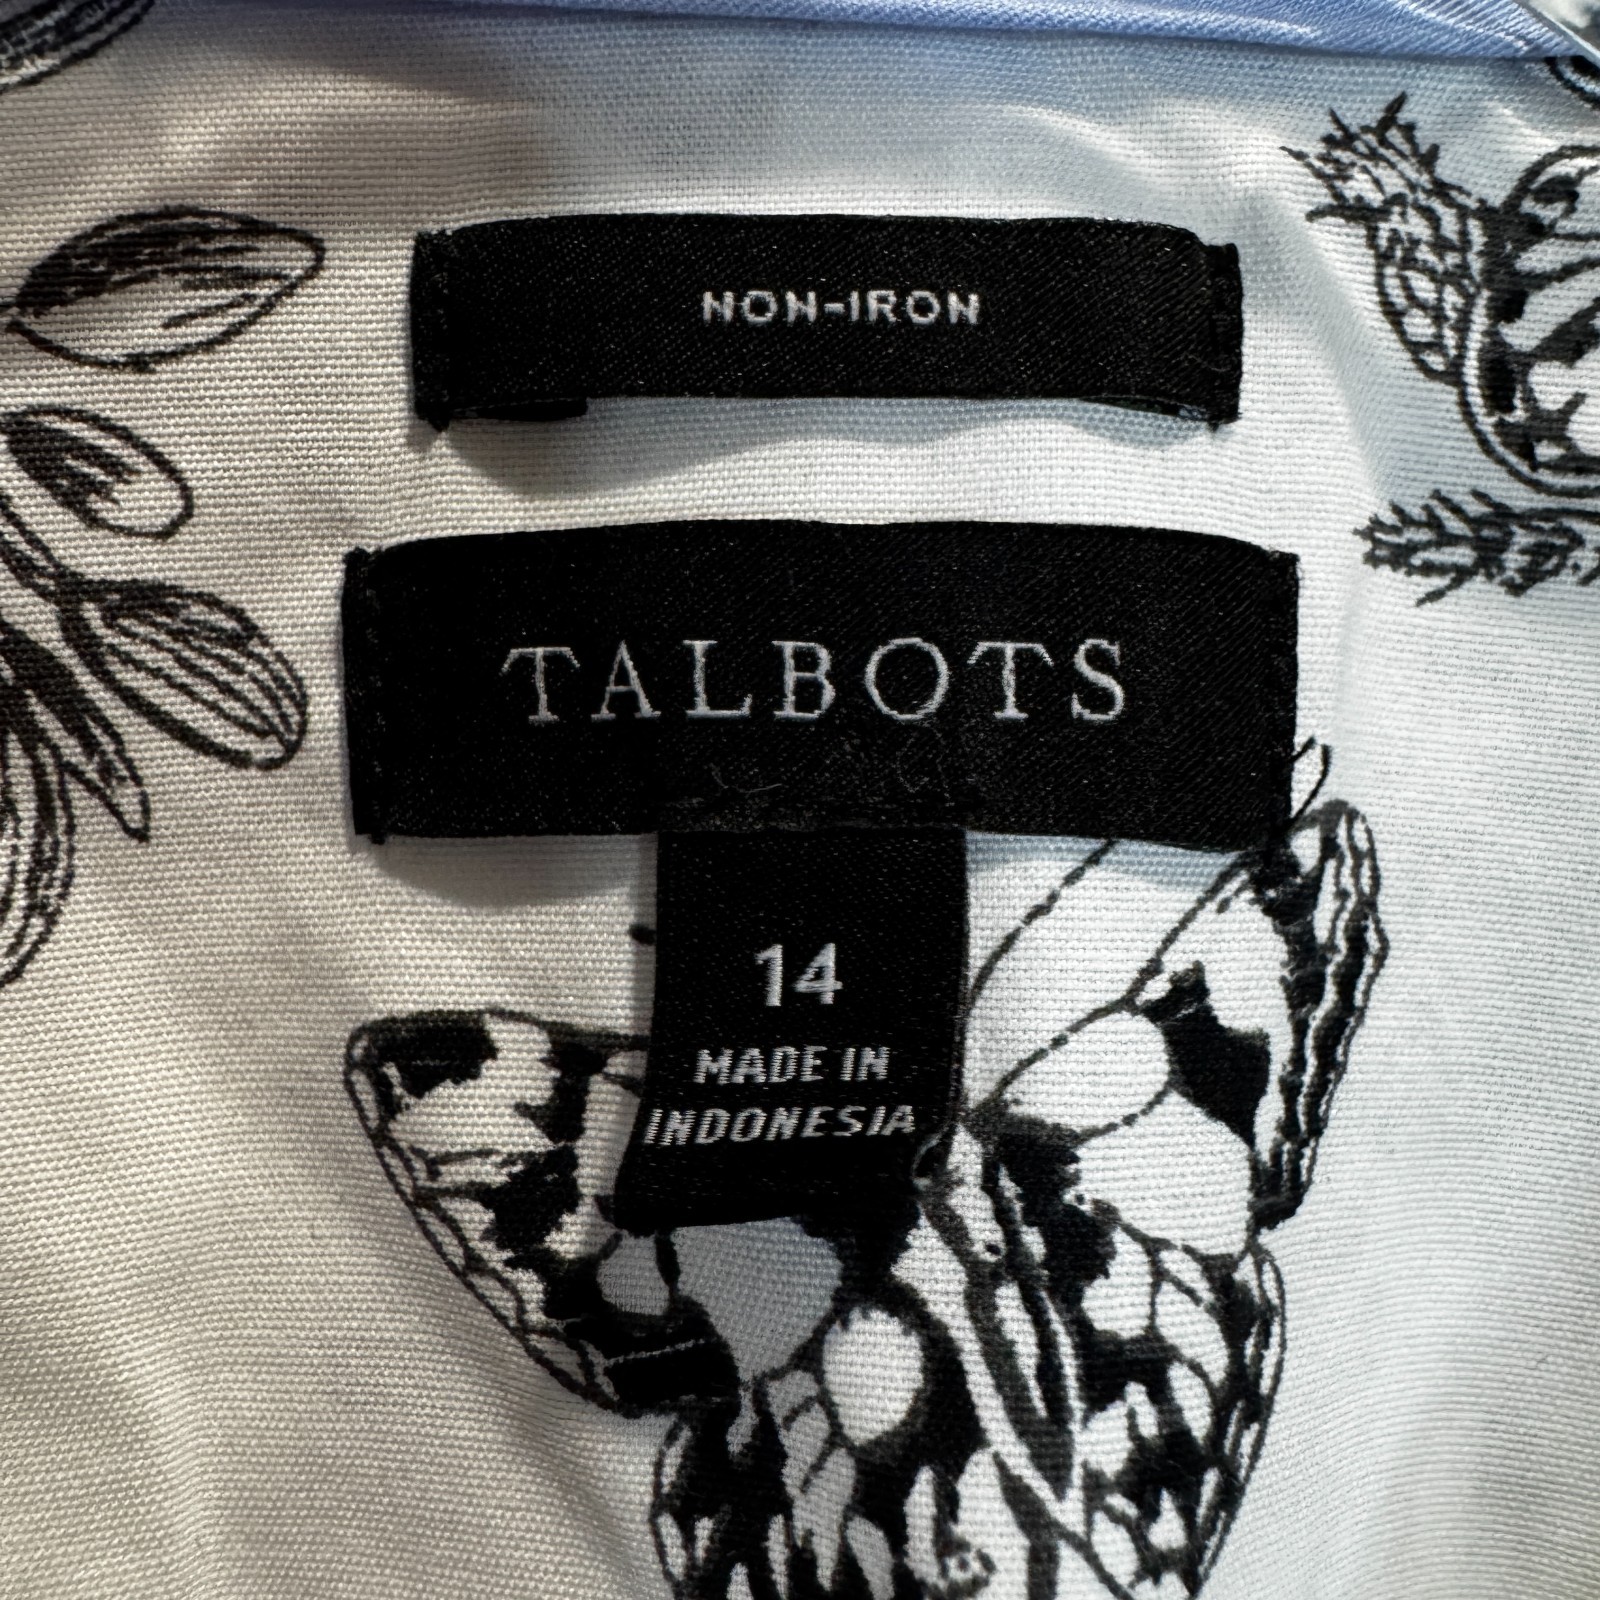 NON-IRON
TALBOTS
14
MADE IN
INDONESIA